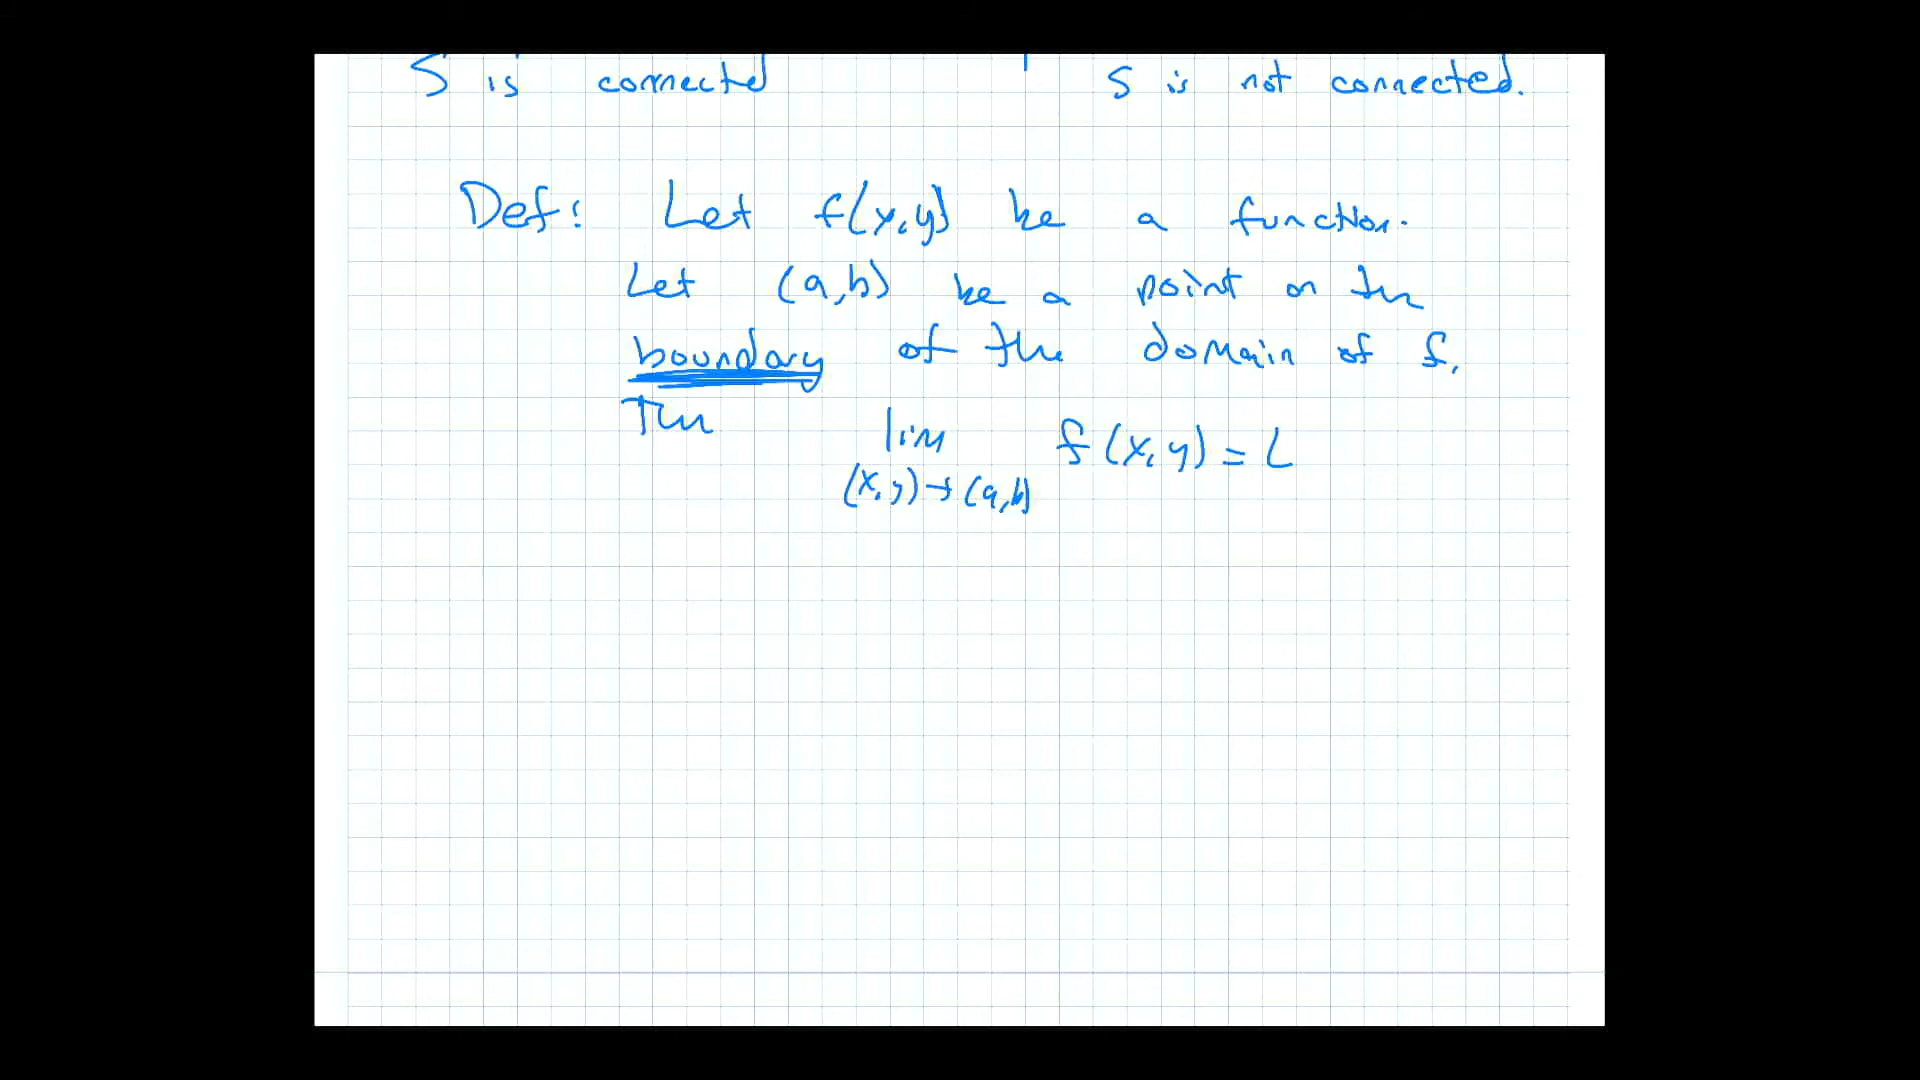 S is connected S is not connected.
Def: Let f(x,y) be a function.
Let (a,b) be a point on the
boundary of the domain of f.
Then lim f(x,y) = L
(x,y)→(a,b)